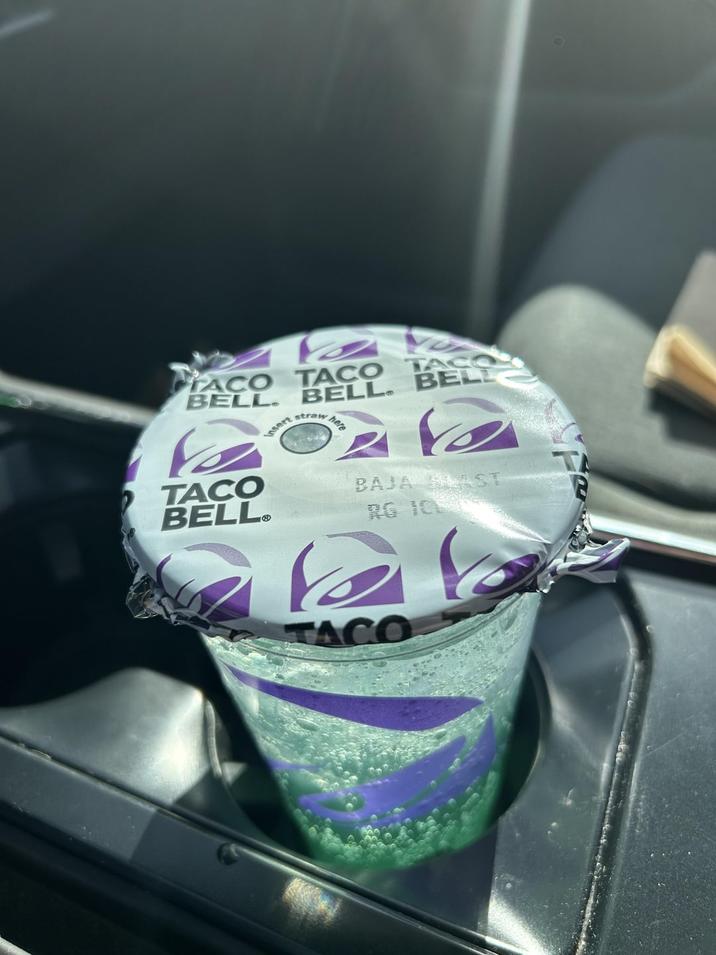 TACO
BELL®
TACO
BELL®
TACO
BELL
insert straw here
TACO
BELL®
BAJA BLAST
RG ICE
TACO